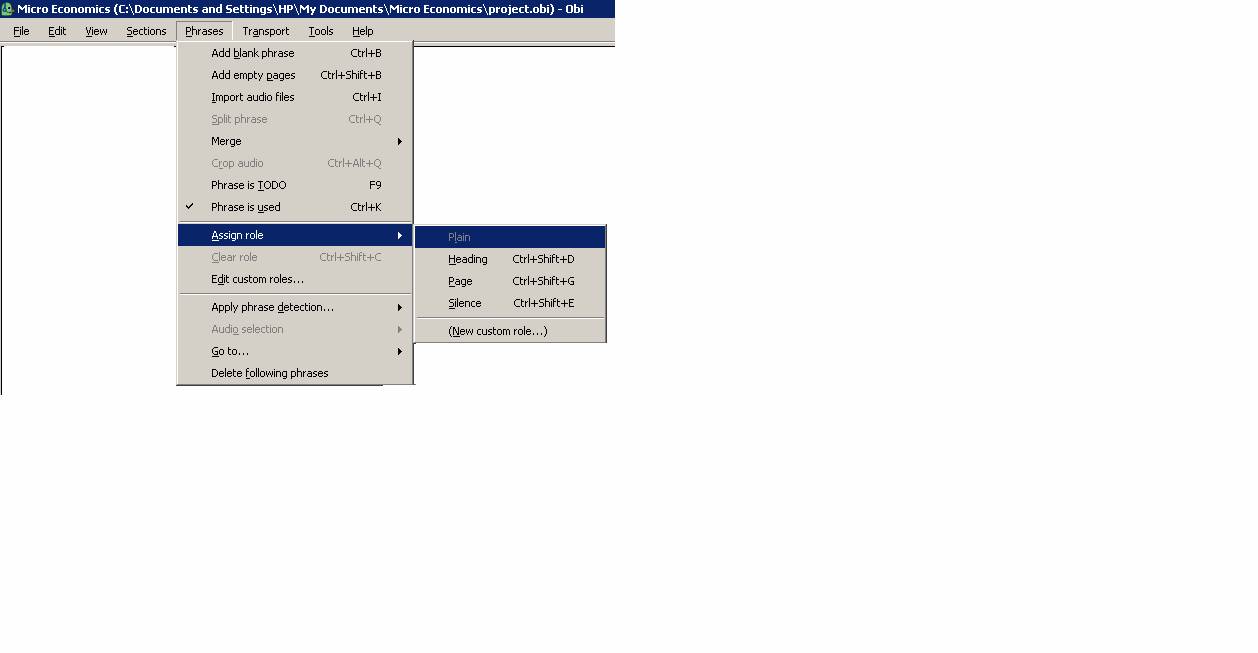 Micro Economics (C:\Documents and Settings\HP\My Documents\Micro Economics\project.obi) - Obi
File Edit View Sections Phrases Transport Tools Help
Add blank phrase Ctrl+B
Add empty pages Ctrl+Shift+B
Import audio files Ctrl+I
Split phrase Ctrl+Q
Merge
Crop audio Ctrl+Alt+Q
Phrase is TODO F9
Phrase is used Ctrl+K
Assign role
Clear role Ctrl+Shift+C
Edit custom roles...
Apply phrase detection...
Audio selection
Go to...
Delete following phrases
Plain
Heading Ctrl+Shift+D
Page Ctrl+Shift+G
Silence Ctrl+Shift+E
(New custom role...)